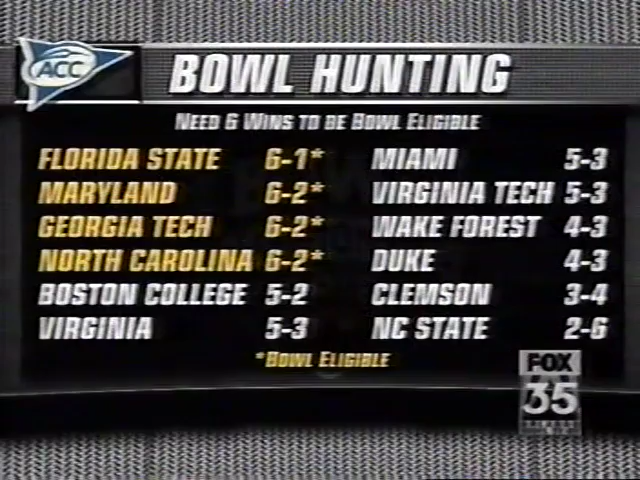 ACC
BOWL HUNTING
NEED 6 WINS TO BE BOWL ELIGIBLE
FLORIDA STATE 6-1* MIAMI 5-3
MARYLAND 6-2* VIRGINIA TECH 5-3
GEORGIA TECH 6-2* WAKE FOREST 4-3
NORTH CAROLINA 6-2* DUKE 4-3
BOSTON COLLEGE 5-2 CLEMSON 3-4
VIRGINIA 5-3 NC STATE 2-6
*BOWL ELIGIBLE
FOX
35